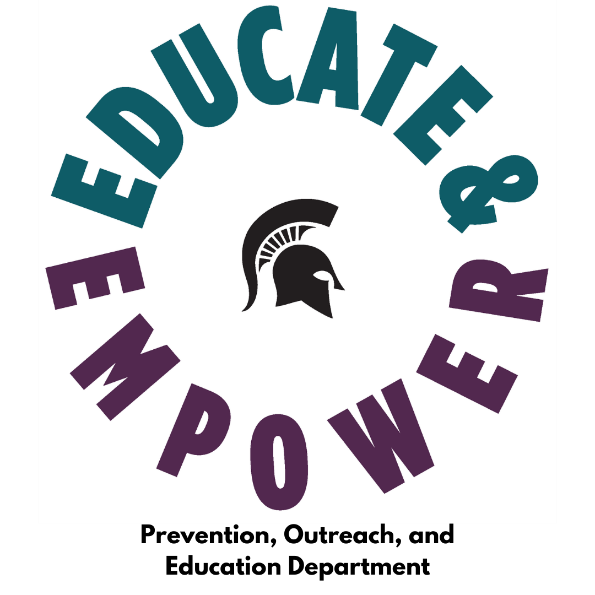 EDUCATE &
EMPOWER
Prevention, Outreach, and
Education Department